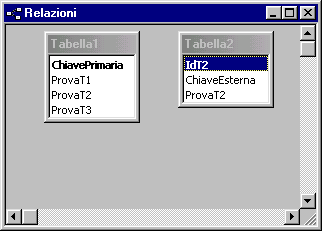 Relazioni
Tabella1
ChiavePrimaria
ProvaT1
ProvaT2
ProvaT3
Tabella2
IdT2
ChiaveEsterna
ProvaT2